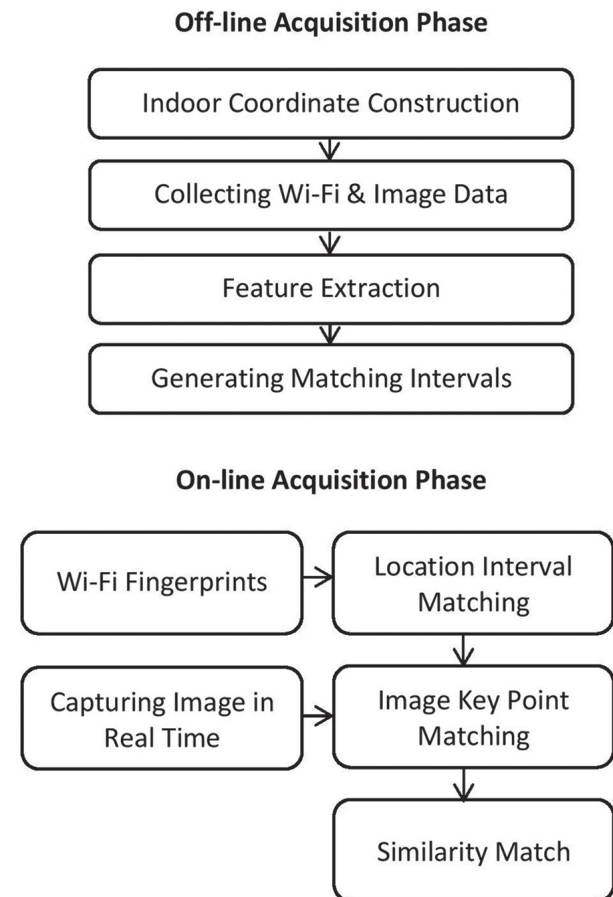 Off-line Acquisition Phase
Indoor Coordinate Construction
Collecting Wi-Fi & Image Data
Feature Extraction
Generating Matching Intervals
On-line Acquisition Phase
Wi-Fi Fingerprints
Location Interval
Matching
Capturing Image in
Real Time
Image Key Point
Matching
Similarity Match